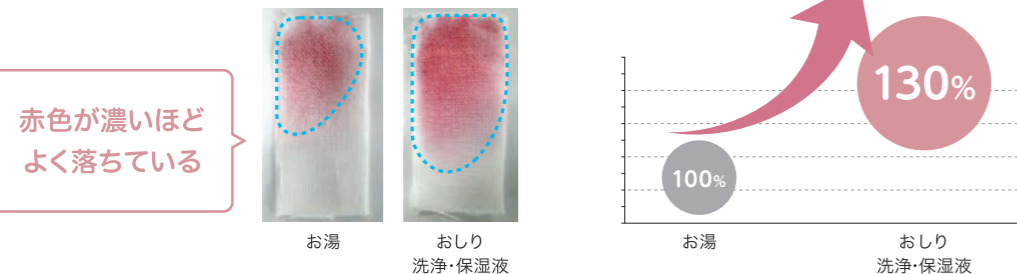 赤色が濃いほど
よく落ちている
お湯
おしり
洗浄・保湿液
130%
100%
お湯
おしり
洗浄・保湿液